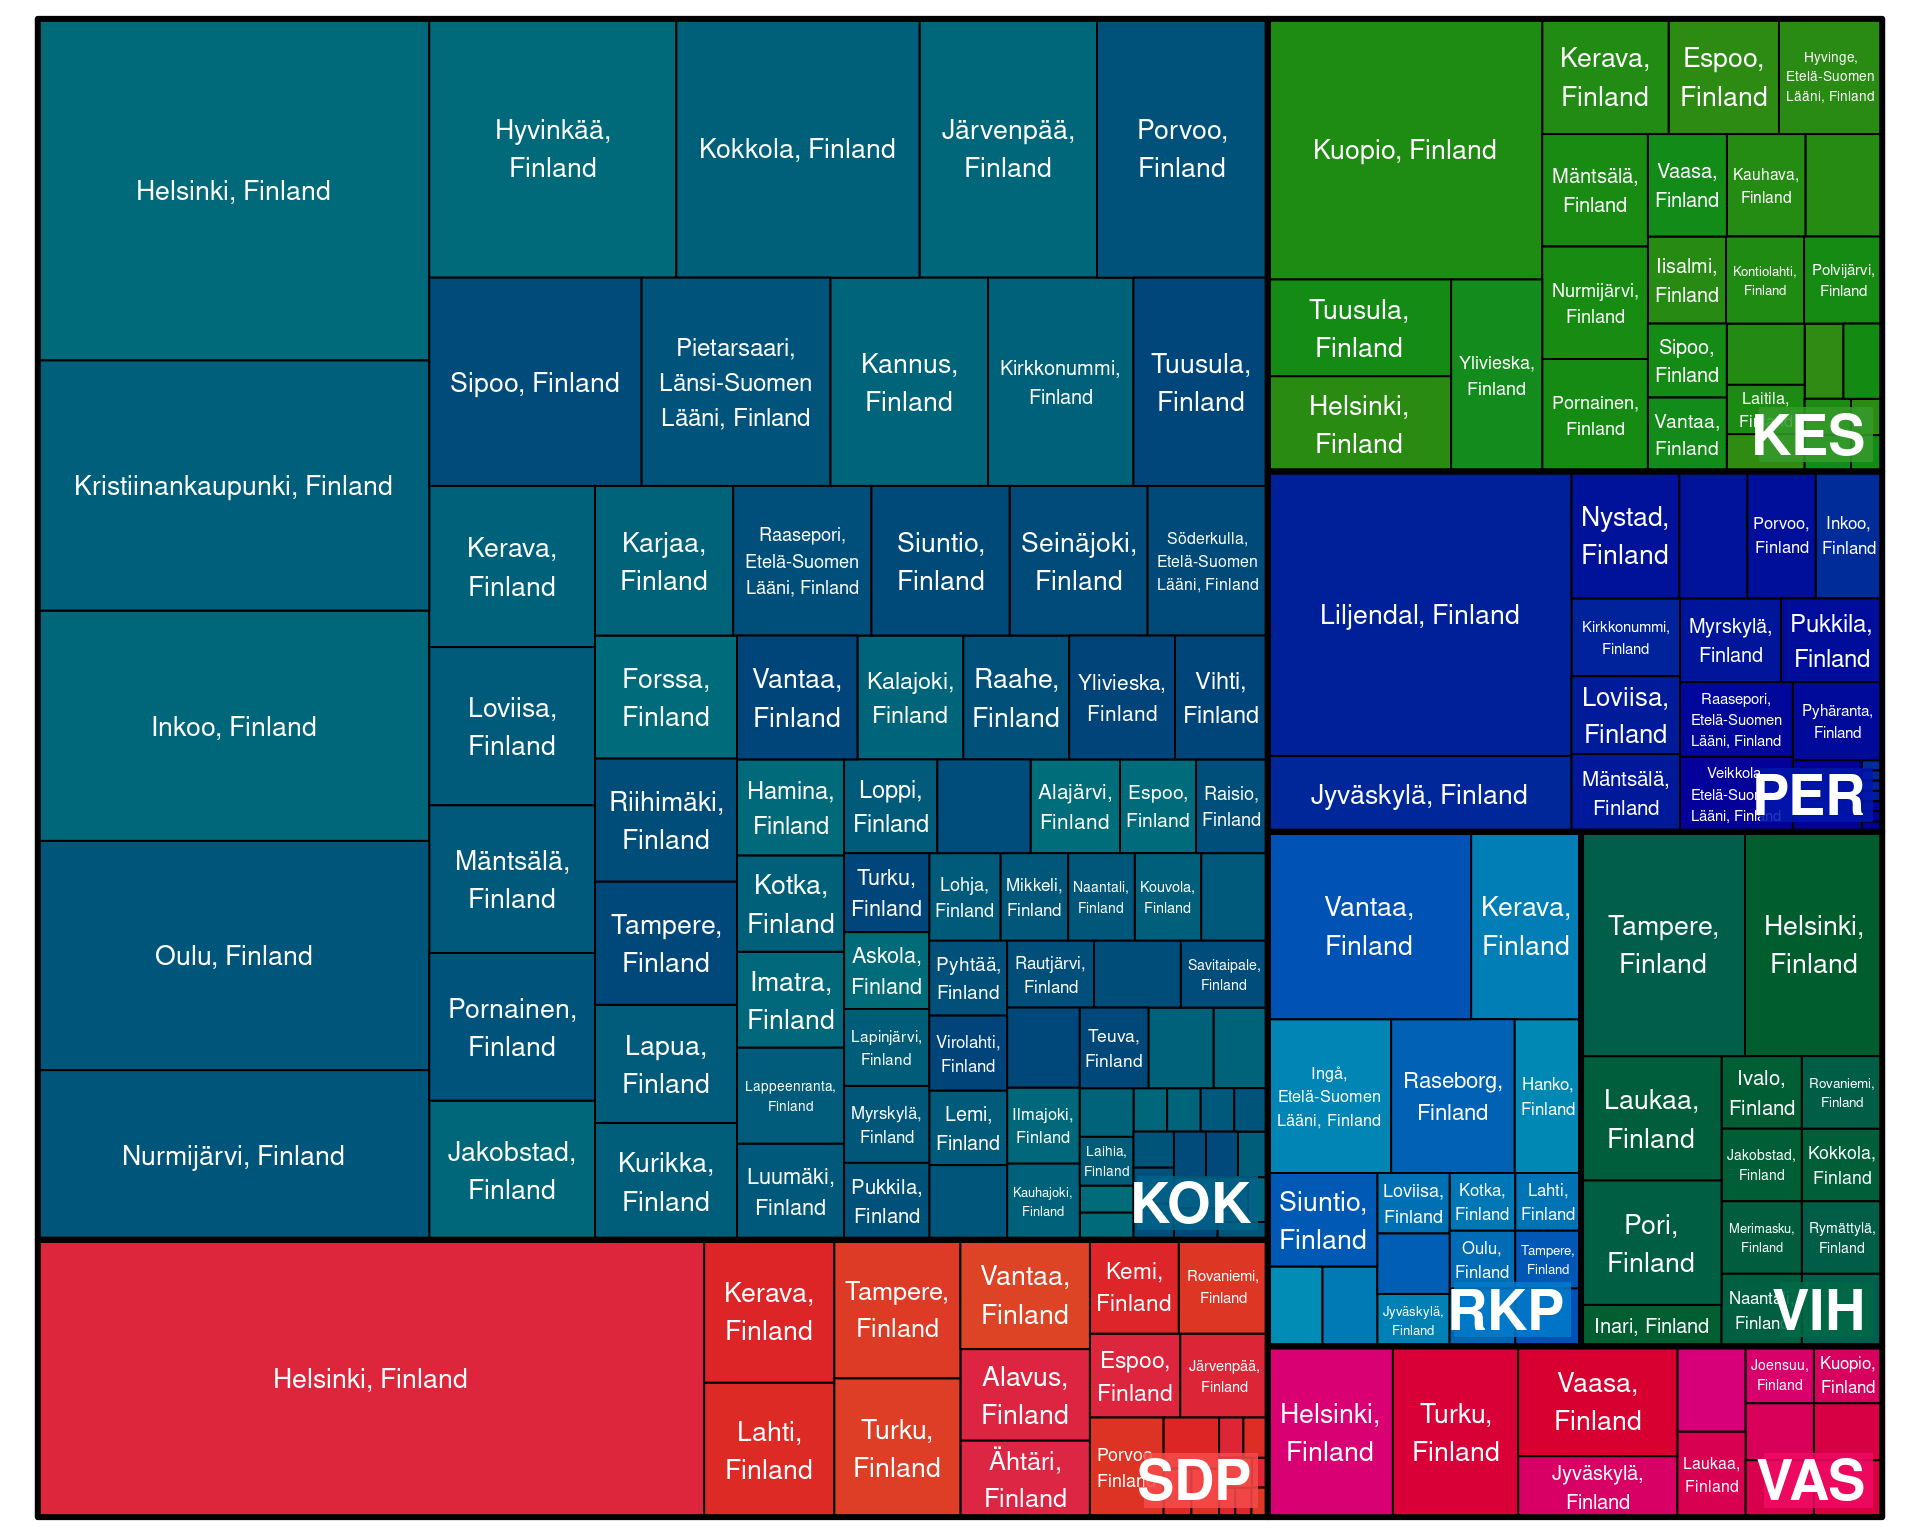 Helsinki, Finland
Kristiinankaupunki, Finland
Inkoo, Finland
Oulu, Finland
Nurmijärvi, Finland
Hyvinkää,
Finland
Kokkola, Finland
Järvenpää,
Finland
Porvoo,
Finland
Sipoo, Finland
Pietarsaari,
Länsi-Suomen
Lääni, Finland
Kannus,
Finland
Kirkkonummi,
Finland
Tuusula,
Finland
Kerava,
Finland
Loviisa,
Finland
Mäntsälä,
Finland
Pornainen,
Finland
Jakobstad,
Finland
Karjaa,
Finland
Raasepori,
Etelä-Suomen
Lääni, Finland
Siuntio,
Finland
Seinäjoki,
Finland
Söderkulla,
Etelä-Suomen
Lääni, Finland
Forssa,
Finland
Riihimäki,
Finland
Tampere,
Finland
Lapua,
Finland
Kurikka,
Finland
Vantaa,
Finland
Kalajoki,
Finland
Raahe,
Finland
Ylivieska,
Finland
Vihti,
Finland
Hamina,
Finland
Kotka,
Finland
Imatra,
Finland
Lappeenranta,
Finland
Luumäki,
Finland
Loppi,
Finland
Alajärvi,
Finland
Espoo,
Finland
Raisio,
Finland
Turku,
Finland
Askola,
Finland
Lapinjärvi,
Finland
Myrskylä,
Finland
Pukkila,
Finland
Lohja,
Finland
Mikkeli,
Finland
Naantali,
Finland
Kouvola,
Finland
Pyhtää,
Finland
Virolahti,
Finland
Lemi,
Finland
Rautjärvi,
Finland
Savitaipale,
Finland
Teuva,
Finland
Ilmajoki,
Finland
Kauhajoki,
Finland
Laihia,
Finland
KOK
Helsinki, Finland
Kerava,
Finland
Lahti,
Finland
Tampere,
Finland
Turku,
Finland
Vantaa,
Finland
Alavus,
Finland
Ähtäri,
Finland
Kemi,
Finland
Rovaniemi,
Finland
Espoo,
Finland
Järvenpää,
Finland
Porvoo,
Finland
SDP
Kuopio, Finland
Tuusula,
Finland
Helsinki,
Finland
Ylivieska,
Finland
Kerava,
Finland
Espoo,
Finland
Hyvinge,
Etelä-Suomen
Lääni, Finland
Mäntsälä,
Finland
Nurmijärvi,
Finland
Pornainen,
Finland
Vaasa,
Finland
Kauhava,
Finland
Iisalmi,
Finland
Kontiolahti,
Finland
Polvijärvi,
Finland
Sipoo,
Finland
Vantaa,
Finland
Laitila,
Finland
KES
Liljendal, Finland
Jyväskylä, Finland
Nystad,
Finland
Porvoo,
Finland
Inkoo,
Finland
Kirkkonummi,
Finland
Myrskylä,
Finland
Pukkila,
Finland
Loviisa,
Finland
Raasepori,
Etelä-Suomen
Lääni, Finland
Pyhäranta,
Finland
Mäntsälä,
Finland
Veikkola,
Etelä-Suomen
Lääni, Finland
PER
Vantaa,
Finland
Kerava,
Finland
Ingå,
Etelä-Suomen
Lääni, Finland
Raseborg,
Finland
Hanko,
Finland
Siuntio,
Finland
Loviisa,
Finland
Kotka,
Finland
Lahti,
Finland
Oulu,
Finland
Tampere,
Finland
Jyväskylä,
Finland
RKP
Tampere,
Finland
Helsinki,
Finland
Laukaa,
Finland
Pori,
Finland
Inari, Finland
Ivalo,
Finland
Rovaniemi,
Finland
Jakobstad,
Finland
Kokkola,
Finland
Merimasku,
Finland
Rymättylä,
Finland
Naantali,
Finland
VIH
Helsinki,
Finland
Turku,
Finland
Vaasa,
Finland
Jyväskylä,
Finland
Laukaa,
Finland
Joensuu,
Finland
Kuopio,
Finland
VAS